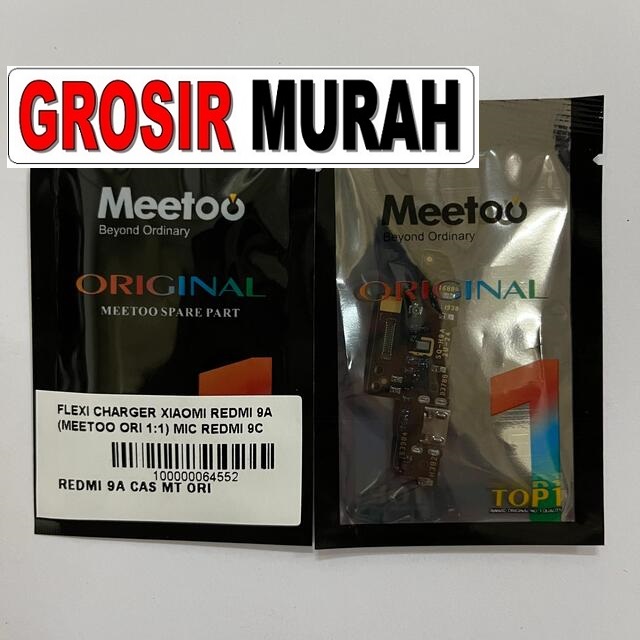 GROSIR MURAH
Meetoo
Beyond Ordinary
ORIGINAL
MEETOO SPARE PART
FLEXI CHARGER XIAOMI REDMI 9A
(MEETOO ORI 1:1) MIC REDMI 9C
100000064552
REDMI 9A CAS MT ORI
Meetoo
Beyond Ordinary
ORIGINAL
1
TOP1